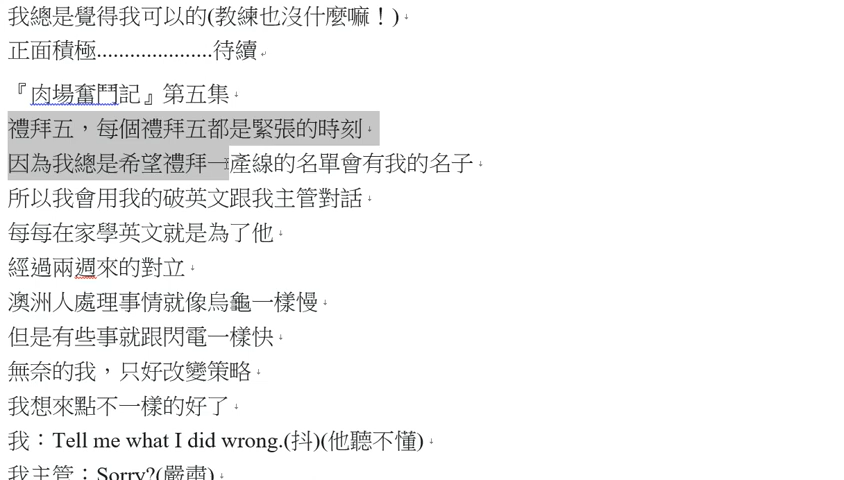 我總是覺得我可以的(教練也沒什麼嘛！)
正面積極.....................待續
『肉場奮鬥記』第五集
禮拜五，每個禮拜五都是緊張的時刻
因為我總是希望禮拜一產線的名單會有我的名子
所以我會用我的破英文跟我主管對話
每每在家學英文就是為了他
經過兩週來的對立
澳洲人處理事情就像烏龜一樣慢
但是有些事就跟閃電一樣快
無奈的我，只好改變策略
我想來點不一樣的好了
我：Tell me what I did wrong.(抖)(他聽不懂)
我主管：Sorry?(嚴肅)